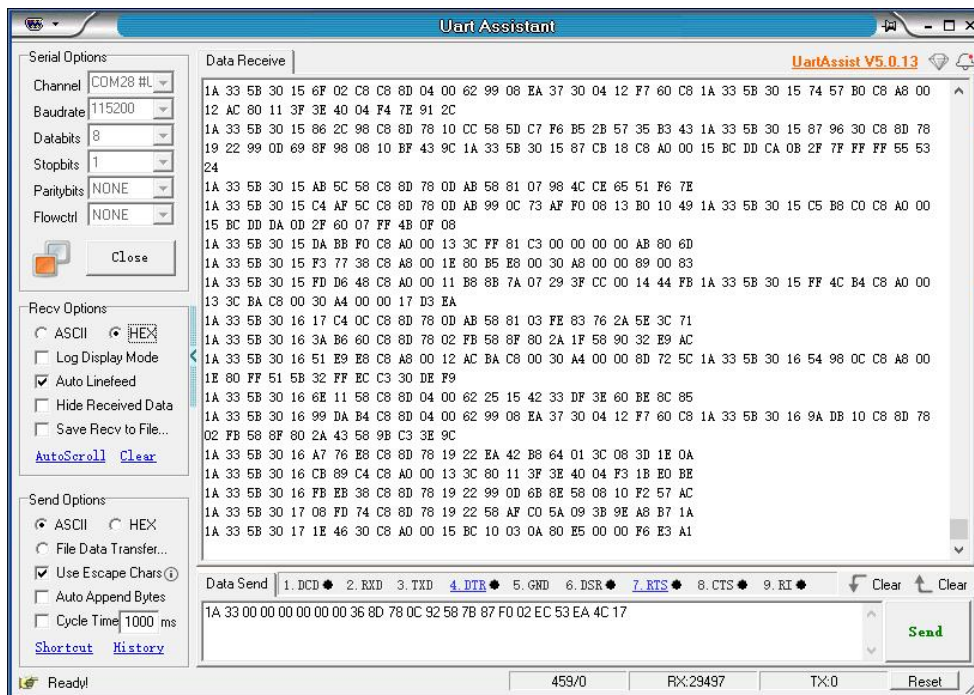 Uart Assistant
Serial Options
Channel COM28 #U
Baudrate 115200
Databits 8
Stopbits 1
Paritybits NONE
Flowctrl NONE
Close
Recv Options
ASCII HEX
Log Display Mode
Auto Linefeed
Hide Received Data
Save Recv to File...
AutoScroll Clear
Send Options
ASCII HEX
File Data Transfer...
Use Escape Chars
Auto Append Bytes
Cycle Time 1000 ms
Shortcut History
Data Receive
UartAssist V5.0.13
1A 33 5B 30 15 6F 02 C8 C8 8D 04 00 62 99 08 EA 37 30 04 12 F7 60 C8 1A 33 5B 30 15 74 57 B0 C8 A8 00
12 AC 80 11 3F 3E 40 04 F4 7E 91 2C
1A 33 5B 30 15 86 2C 98 C8 8D 78 10 CC 58 5D C7 F6 B5 2B 57 35 B3 43 1A 33 5B 30 15 87 96 30 C8 8D 78
19 22 99 0D 69 8F 98 08 10 BF 43 9C 1A 33 5B 30 15 87 CB 18 C8 A0 00 15 BC DD CA 0B 2F 7F FF FF 55 53
24
1A 33 5B 30 15 AB 5C 58 C8 8D 78 0D AB 58 81 07 98 4C CE 65 51 F6 7E
1A 33 5B 30 15 C4 AF 5C C8 8D 78 0D AB 99 0C 73 AF F0 08 13 B0 10 49 1A 33 5B 30 15 C5 B8 C0 C8 A0 00
15 BC DD DA 0D 2F 60 07 FF 4B 0F 08
1A 33 5B 30 15 DA BB F0 C8 A0 00 13 3C FF 81 C3 00 00 00 00 AB 80 6D
1A 33 5B 30 15 F3 77 38 C8 A8 00 1E 80 B5 E8 00 30 A8 00 00 89 00 83
1A 33 5B 30 15 FD D6 48 C8 A0 00 11 B8 8B 7A 07 29 3F CC 00 14 44 FB 1A 33 5B 30 15 FF 4C B4 C8 A0 00
13 3C BA C8 00 30 A4 00 00 17 D3 EA
1A 33 5B 30 16 17 C4 0C C8 8D 78 0D AB 58 81 03 FE 83 76 2A 5E 3C 71
1A 33 5B 30 16 3A B6 60 C8 8D 78 02 FB 58 8F 80 2A 1F 58 90 32 E9 AC
1A 33 5B 30 16 51 E9 E8 C8 A8 00 12 AC BA C8 00 30 A4 00 00 8D 72 5C 1A 33 5B 30 16 54 98 0C C8 A8 00
1E 80 FF 51 5B 32 FF EC C3 30 DE F9
1A 33 5B 30 16 6E 11 58 C8 8D 04 00 62 25 15 42 33 DF 3E 60 BE 8C 85
1A 33 5B 30 16 99 DA B4 C8 8D 04 00 62 99 08 EA 37 30 04 12 F7 60 C8 1A 33 5B 30 16 9A DB 10 C8 8D 78
02 FB 58 8F 80 2A 43 58 9B C3 3E 9C
1A 33 5B 30 16 A7 76 E8 C8 8D 78 19 22 EA 42 B8 64 01 3C 08 3D 1E 0A
1A 33 5B 30 16 CB 89 C4 C8 A0 00 13 3C 80 11 3F 3E 40 04 F3 1B E0 BE
1A 33 5B 30 16 FB EB 38 C8 8D 78 19 22 99 0D 6B 8E 58 08 10 F2 57 AC
1A 33 5B 30 17 08 FD 74 C8 8D 78 19 22 58 AF C0 5A 09 3B 9E A8 B7 1A
1A 33 5B 30 17 1E 46 30 C8 A0 00 15 BC 10 03 0A 80 E5 00 00 F6 E3 A1
Data Send 1.DCD 2.RXD 3.TXD 4.DTR 5.GND 6.DSR 7.RTS 8.CTS 9.RI Clear Clear
1A 33 00 00 00 00 00 00 36 8D 78 0C 92 58 7B 87 F0 02 EC 53 EA 4C 17
Send
Ready! 459/0 RX:29497 TX:0 Reset